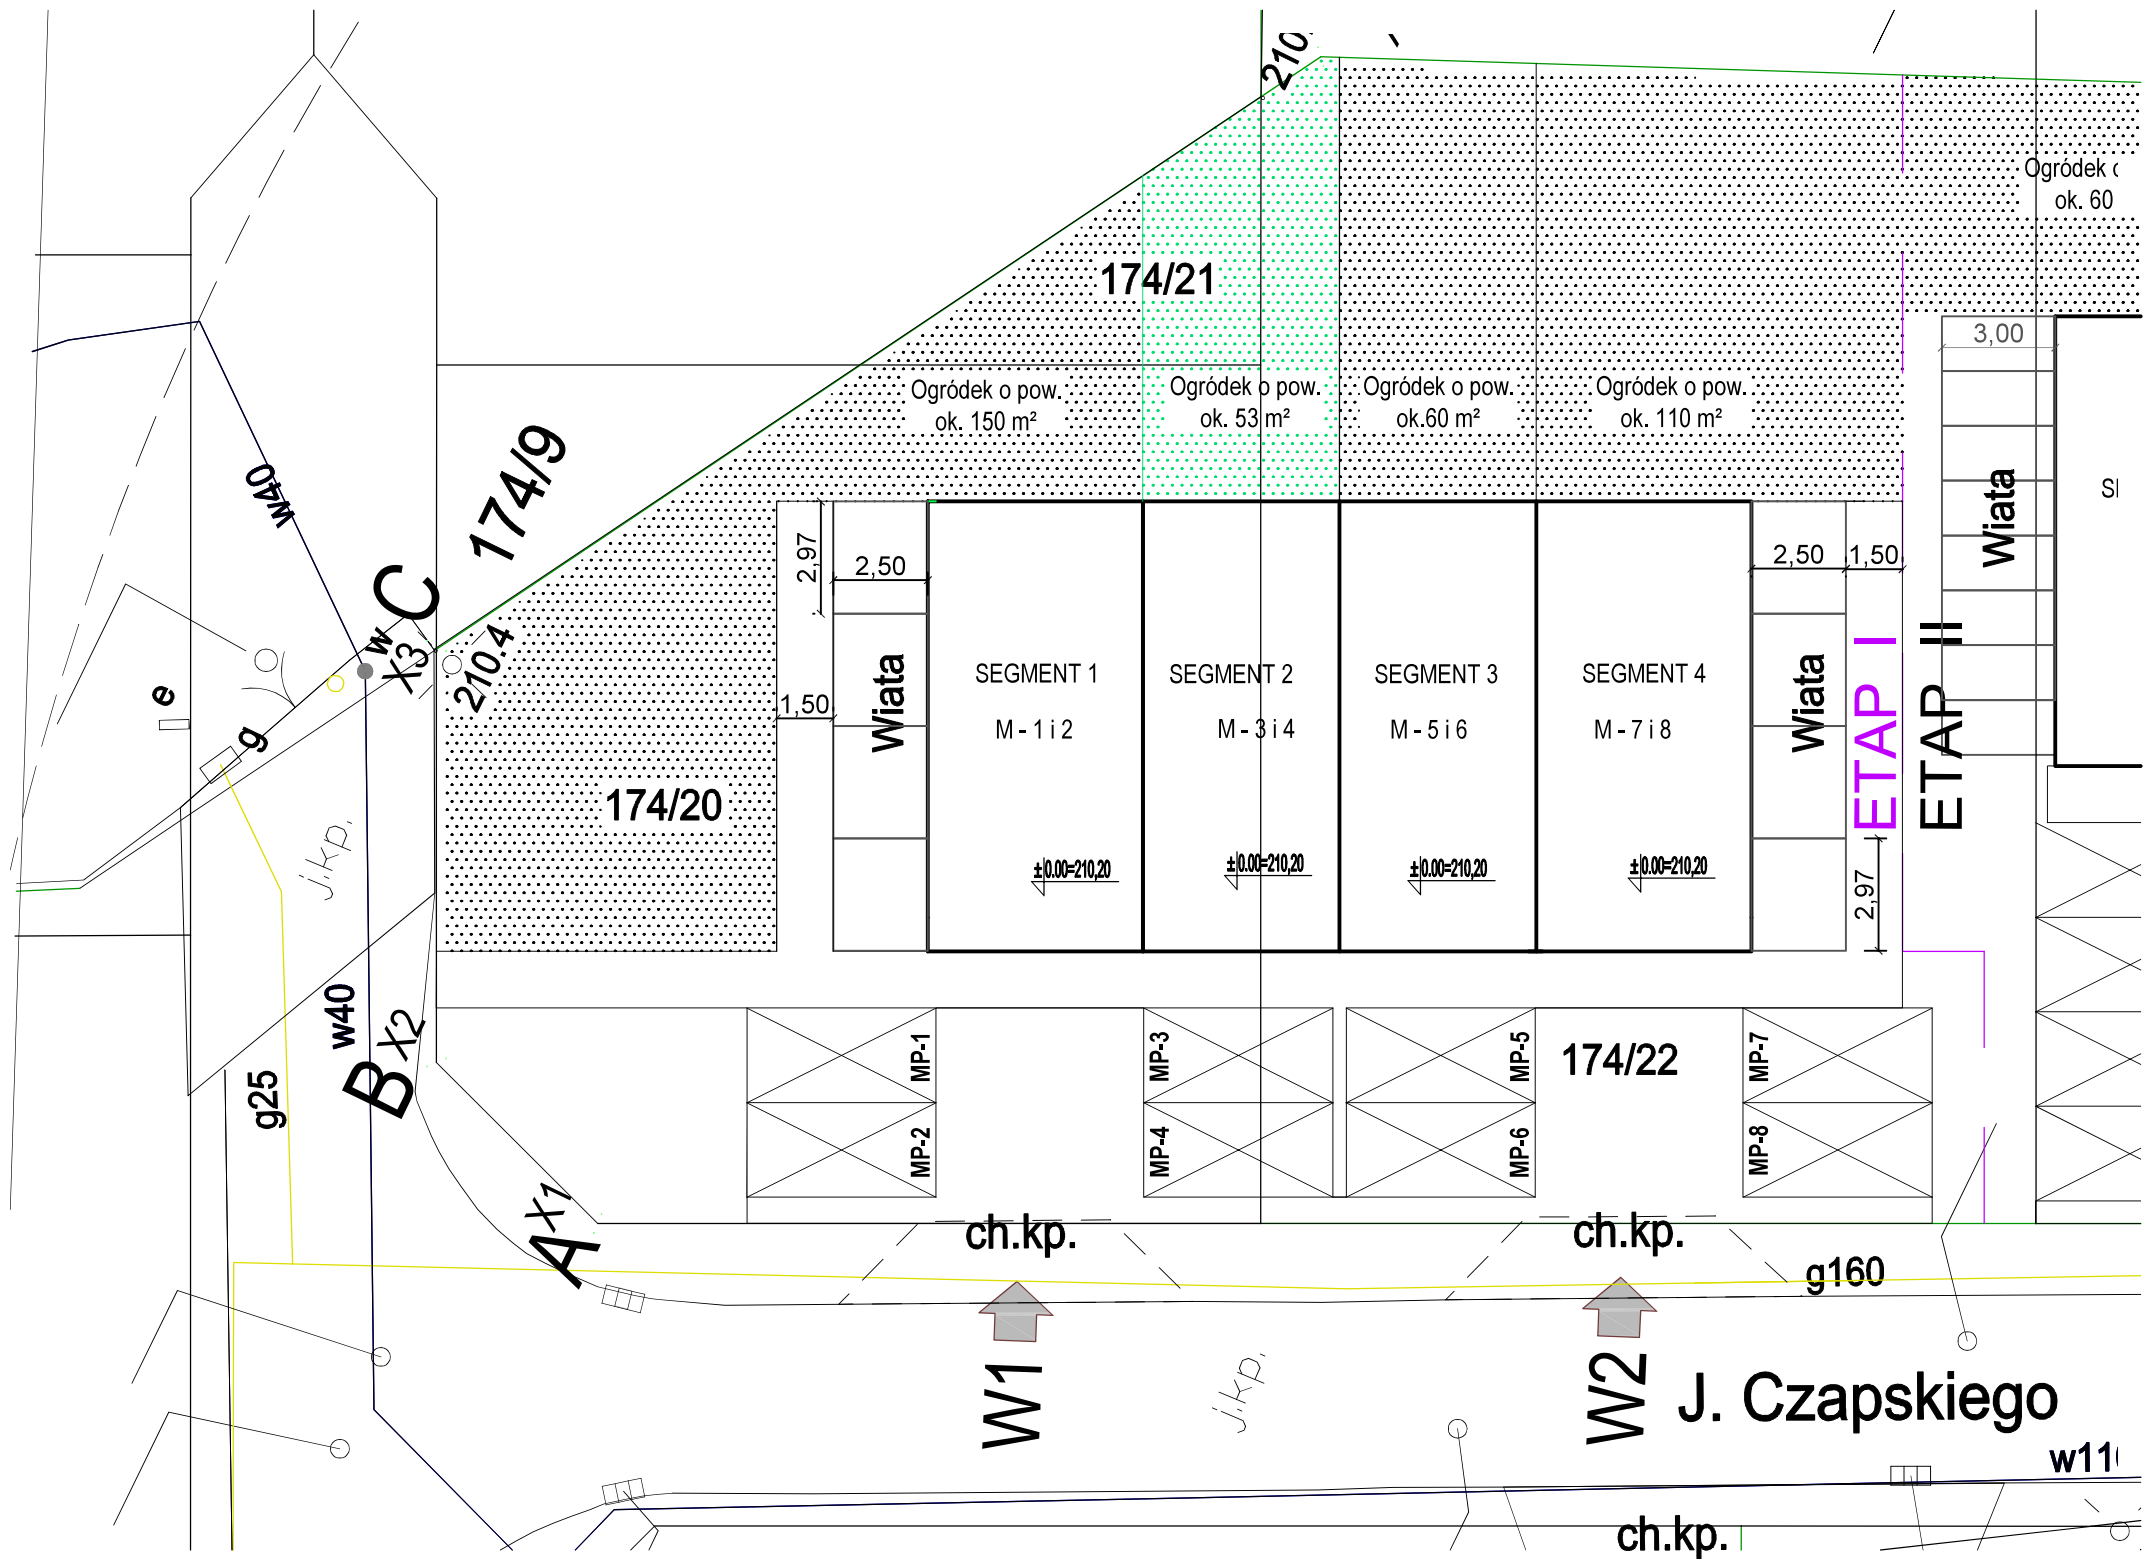 210.
Ogródek o
ok. 60
174/21
3,00
Ogródek o pow.
ok. 150 m²
Ogródek o pow.
ok. 53 m²
Ogródek o pow.
ok.60 m²
Ogródek o pow.
ok. 110 m²
w40
174/9
C
w
X3
210.4
e
g
j.kp.
2,97
2,50
1,50
Wiata
174/20
SEGMENT 1
M - 1 i 2
SEGMENT 2
M - 3 i 4
SEGMENT 3
M - 5 i 6
SEGMENT 4
M - 7 i 8
±0.00=210,20
±0.00=210,20
±0.00=210,20
±0.00=210,20
2,50
1,50
Wiata
2,97
ETAP I
ETAP II
Wiata
w40
B
X2
g25
A
X1
MP-1
MP-2
MP-3
MP-4
MP-5
MP-6
174/22
MP-7
MP-8
ch.kp.
ch.kp.
g160
W1
j.kp.
W2
J. Czapskiego
w11
ch.kp.